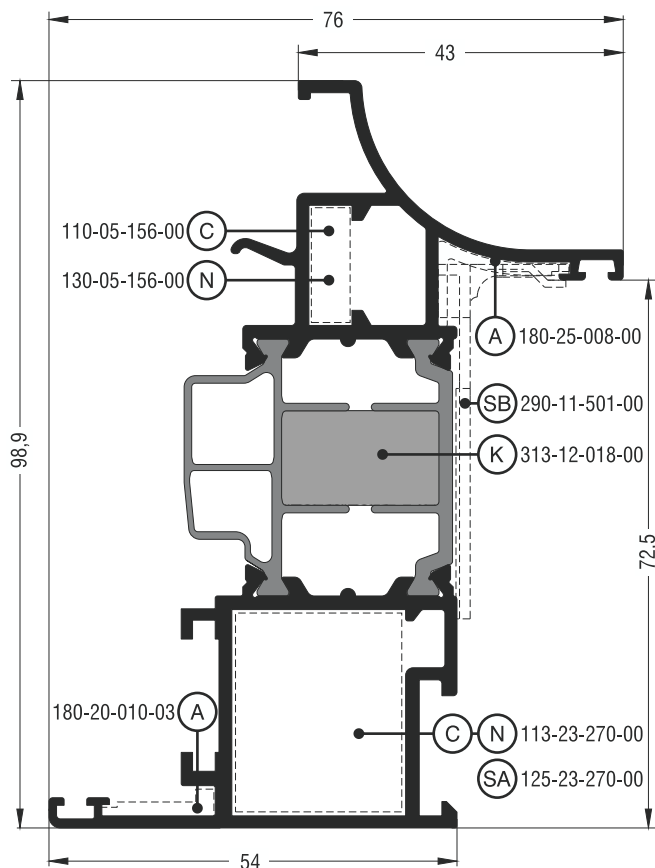 76
43
110-05-156-00 C
130-05-156-00 N
A 180-25-008-00
SB 290-11-501-00
K 313-12-018-00
98,9
72.5
180-20-010-03 A
C N 113-23-270-00
SA 125-23-270-00
54